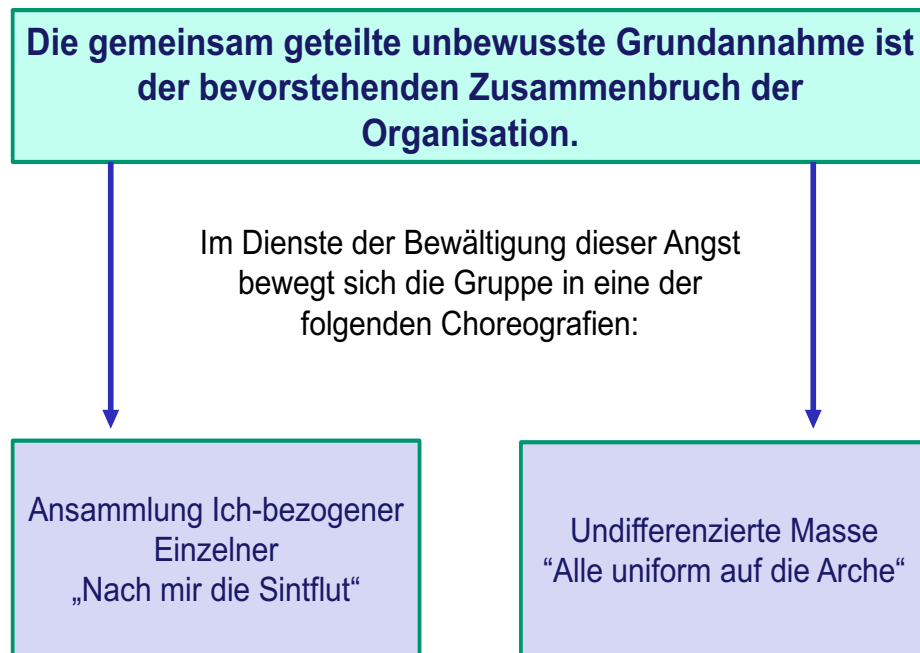 Die gemeinsam geteilte unbewusste Grundannahme ist
der bevorstehenden Zusammenbruch der
Organisation.
Im Dienste der Bewältigung dieser Angst
bewegt sich die Gruppe in eine der
folgenden Choreografien:
Ansammlung Ich-bezogener
Einzelner
„Nach mir die Sintflut“
Undifferenzierte Masse
“Alle uniform auf die Arche“